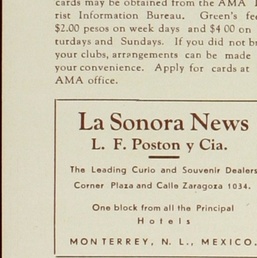 cards may be obtained from the AMA
rist Information Bureau. Green's fee
$2.00 pesos on week days and $4 00 on
turdays and Sundays. If you did not br
your clubs, arrangements can be made
your convenience. Apply for cards at
AMA office.
La Sonora News
L. F. Poston y Cia.
The Leading Curio and Souvenir Dealers
Corner Plaza and Calle Zaragoza 1034.
One block from all the Principal
Hotels
MONTERREY, N. L., MEXICO.